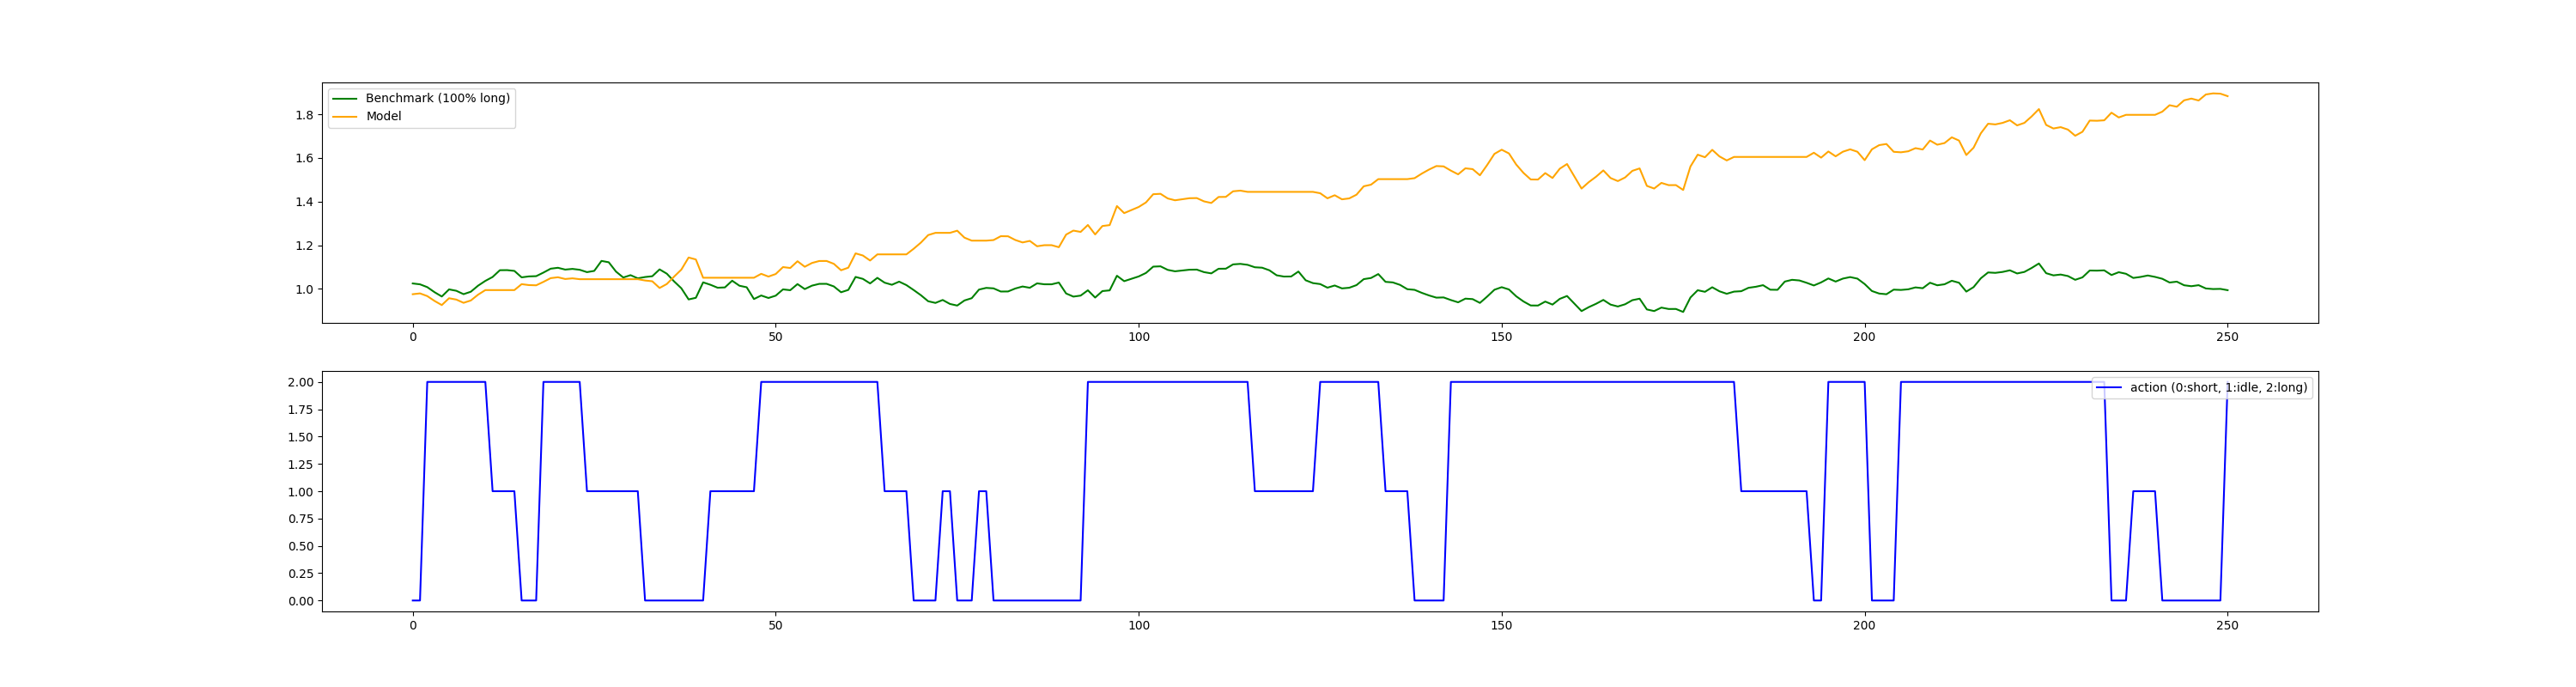 Benchmark (100% long)
Model
1.8
1.6
1.4
1.2
1.0
0 50 100 150 200 250
action (0:short, 1:idle, 2:long)
2.00
1.75
1.50
1.25
1.00
0.75
0.50
0.25
0.00
0 50 100 150 200 250